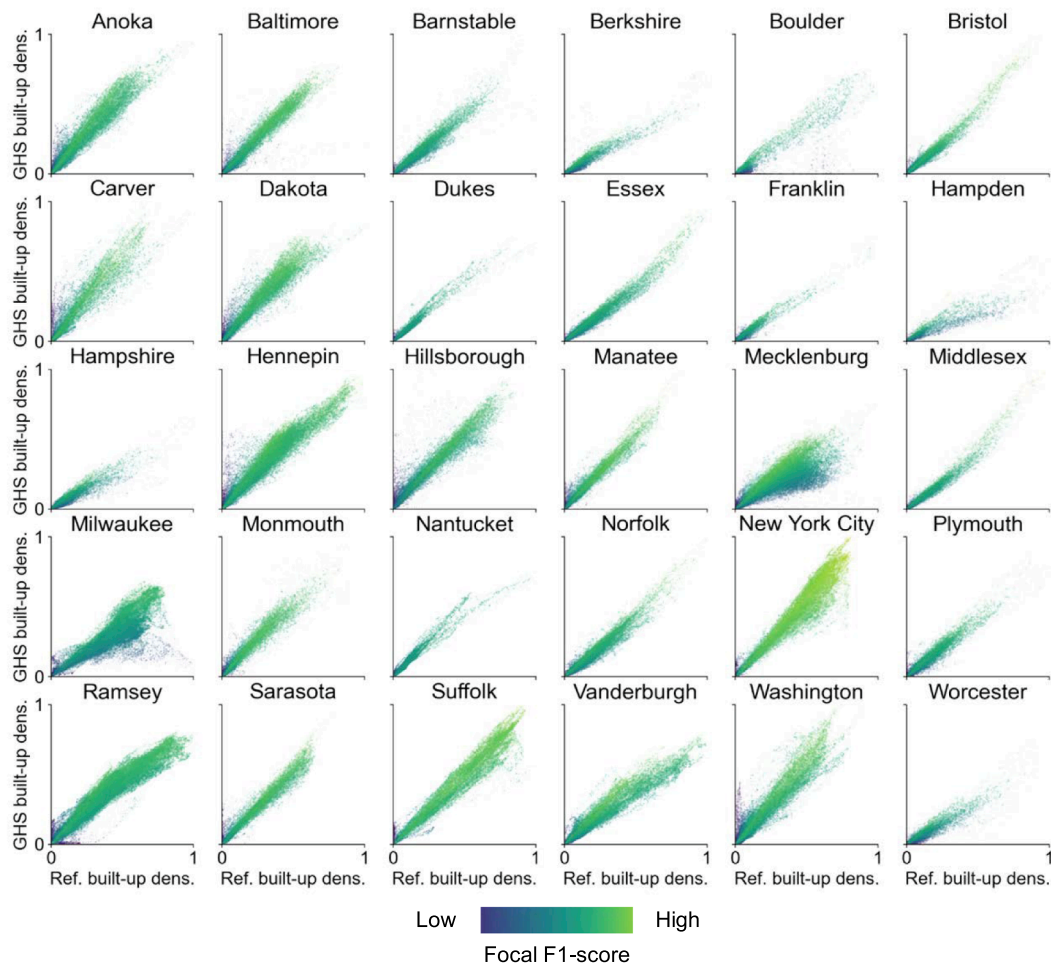 Anoka Baltimore Barnstable Berkshire Boulder Bristol
1
GHS built-up dens.
0
Carver Dakota Dukes Essex Franklin Hampden
1
GHS built-up dens.
0
Hampshire Hennepin Hillsborough Manatee Mecklenburg Middlesex
1
GHS built-up dens.
0
Milwaukee Monmouth Nantucket Norfolk New York City Plymouth
1
GHS built-up dens.
0
Ramsey Sarasota Suffolk Vanderburgh Washington Worcester
1
GHS built-up dens.
0
0 1 0 1 0 1 0 1 0 1 0 1
Ref. built-up dens. Ref. built-up dens. Ref. built-up dens. Ref. built-up dens. Ref. built-up dens. Ref. built-up dens.
Low High
Focal F1-score